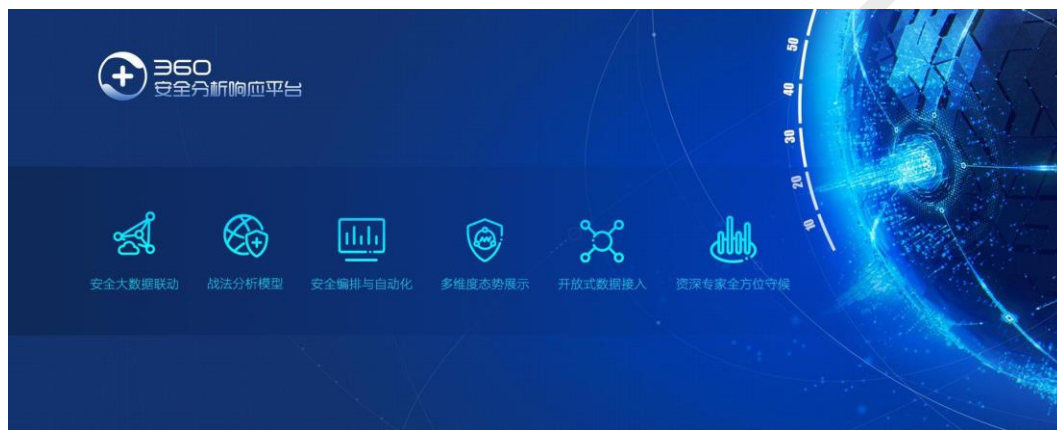 360
安全分析响应平台
50
40
30
20
10
安全大数据联动
战法分析模型
安全编排与自动化
多维度态势展示
开放式数据接入
资深专家全方位守候